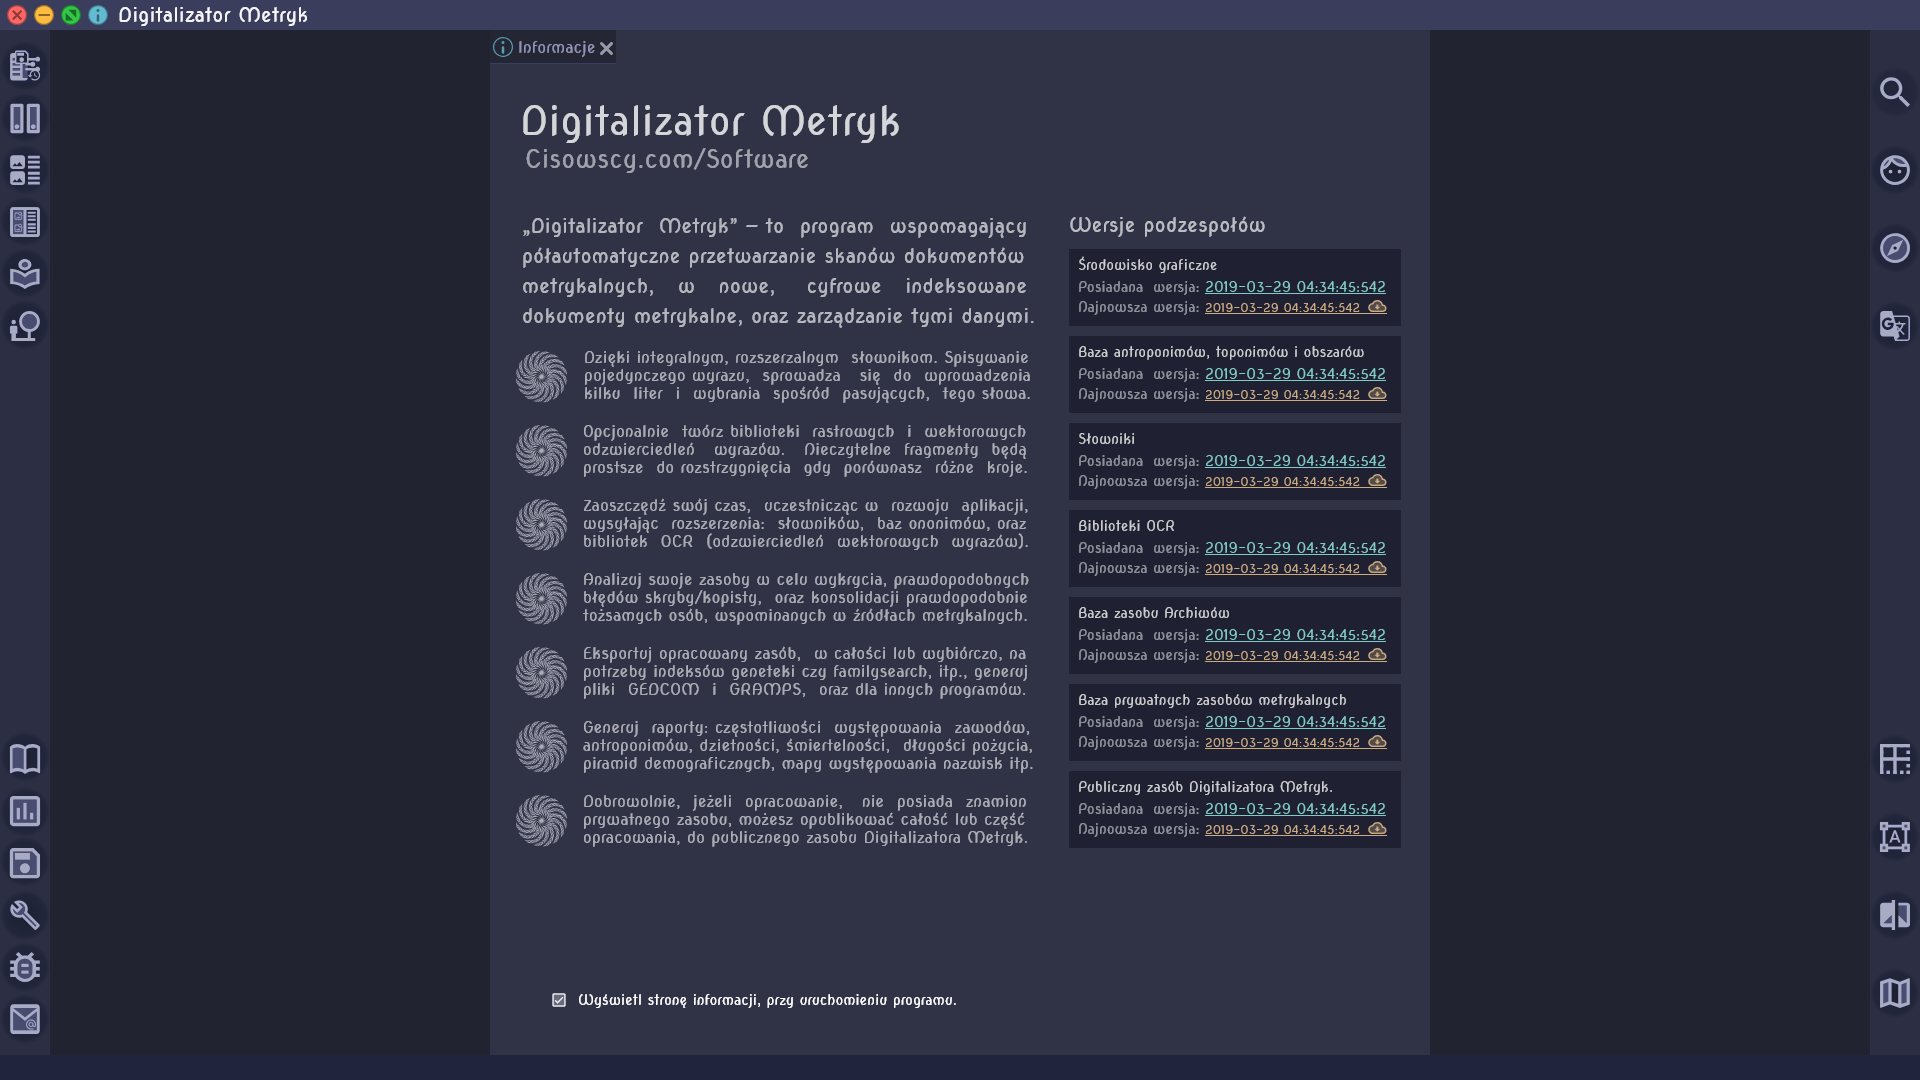 Digitalizator Metryk
Informacje
Digitalizator Metryk
Cisowscy.com/Software
„Digitalizator Metryk” – to program wspomagający
półautomatyczne przetwarzanie skanów dokumentów
metrykalnych, w nowe, cyfrowe indeksowane
dokumenty metrykalne, oraz zarządzanie tymi danymi.
Dzięki integralnym, rozszerzalnym słownikom. Spisywanie
pojedynczego wyrazu, sprowadza się do wprowadzenia
kilku liter i wybrania spośród pasujących, tego słowa.
Opcjonalnie twórz biblioteki rastrowych i wektorowych
odzwierciedleń wyrazów. Nieczytelne fragmenty będą
prostsze do rozstrzygnięcia gdy porównasz różne kroje.
Zaoszczędź swój czas, uczestnicząc w rozwoju aplikacji,
wysyłając rozszerzenia: słowników, baz ononimów, oraz
bibliotek OCR (odzwierciedleń wektorowych wyrazów).
Analizuj swoje zasoby w celu wykrycia, prawdopodobnych
błędów skryby/kopisty, oraz konsolidacji prawdopodobnie
tożsamych osób, wspominanych w źródłach metrykalnych.
Eksportuj opracowany zasób, w całości lub wybiórczo, na
potrzeby indeksów geneteki czy familysearch, itp., generuj
pliki GEDCOM i GRAMPS, oraz dla innych programów.
Generuj raporty: częstotliwości występowania zawodów,
antroponimów, dzietności, śmiertelności, długości pożycia,
piramid demograficznych, mapy występowania nazwisk itp.
Dobrowolnie, jeżeli opracowanie, nie posiada znamion
prywatnego zasobu, możesz opublikować całość lub część
opracowania, do publicznego zasobu Digitalizatora Metryk.
Wersje podzespołów
Środowisko graficzne
Posiadana wersja: 2019-03-29 04:34:45:542
Najnowsza wersja: 2019-03-29 04:34:45:542
Baza antroponimów, toponimów i obszarów
Posiadana wersja: 2019-03-29 04:34:45:542
Najnowsza wersja: 2019-03-29 04:34:45:542
Słowniki
Posiadana wersja: 2019-03-29 04:34:45:542
Najnowsza wersja: 2019-03-29 04:34:45:542
Biblioteki OCR
Posiadana wersja: 2019-03-29 04:34:45:542
Najnowsza wersja: 2019-03-29 04:34:45:542
Baza zasobu Archiwów
Posiadana wersja: 2019-03-29 04:34:45:542
Najnowsza wersja: 2019-03-29 04:34:45:542
Baza prywatnych zasobów metrykalnych
Posiadana wersja: 2019-03-29 04:34:45:542
Najnowsza wersja: 2019-03-29 04:34:45:542
Publiczny zasób Digitalizatora Metryk.
Posiadana wersja: 2019-03-29 04:34:45:542
Najnowsza wersja: 2019-03-29 04:34:45:542
Wyświetl stronę informacji, przy uruchomieniu programu.